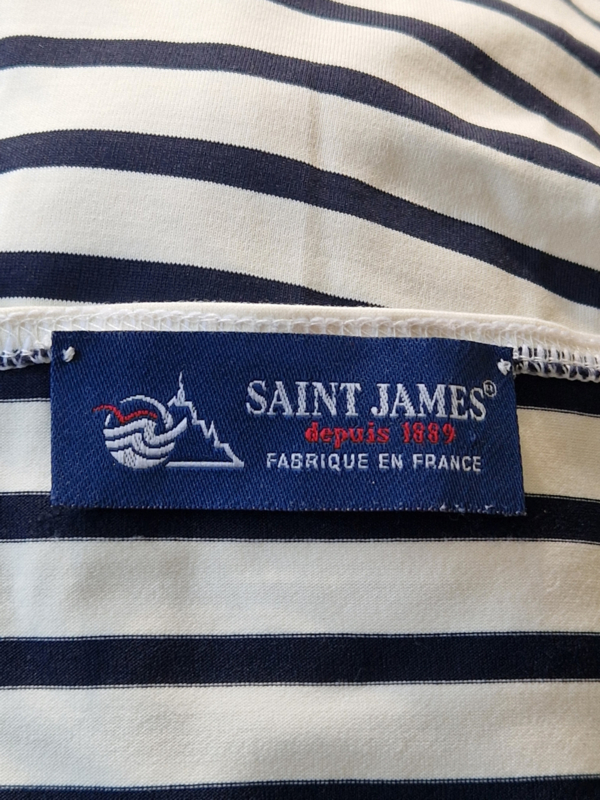 SAINT JAMES®
depuis 1889
FABRIQUE EN FRANCE